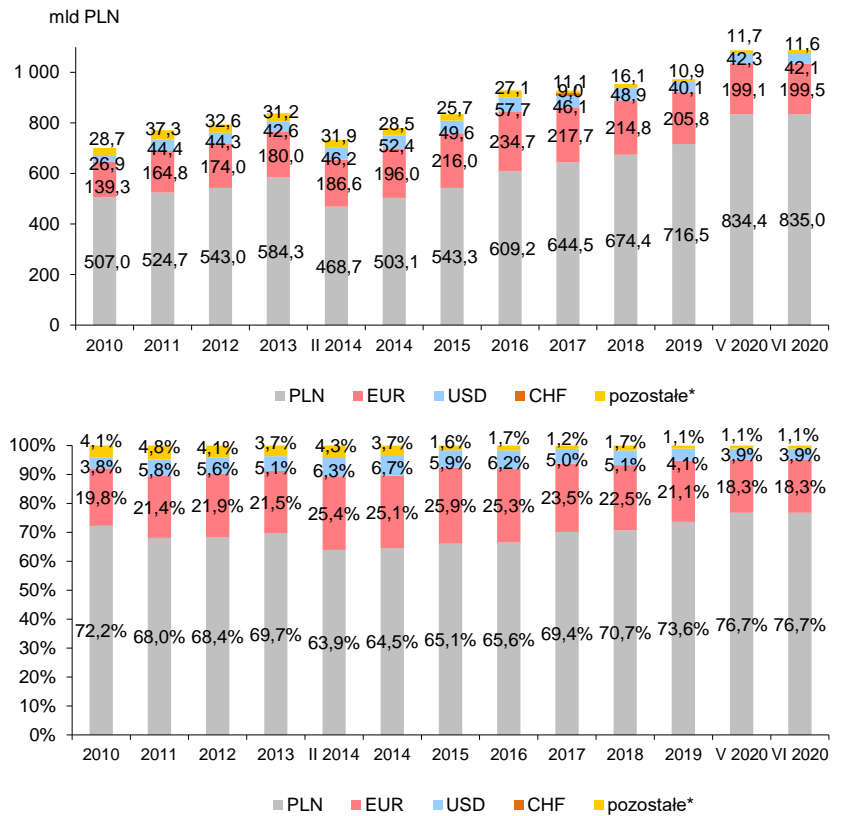 mld PLN
11,7 11,6
31,2 27,1 11,1 16,1 10,9 42,3 42,1
1 000
28,7 37,3 32,6 42,6 31,9 28,5 25,7 57,7 9,0 48,9 40,1 199,1 199,5
800
26,9 44,4 44,3 180,0 46,2 52,4 49,6 234,7 46,1 214,8 205,8
600
139,3 164,8 174,0 186,6 196,0 216,0 217,7
400
507,0 524,7 543,0 584,3 468,7 503,1 543,3 609,2 644,5 674,4 716,5 834,4 835,0
200
0
2010 2011 2012 2013 II 2014 2014 2015 2016 2017 2018 2019 V 2020 VI 2020
PLN EUR USD CHF pozostałe*
100% 4,1% 4,8% 4,1% 3,7% 4,3% 3,7% 1,6% 1,7% 1,2% 1,7% 1,1% 1,1% 1,1%
90% 3,8% 5,8% 5,6% 5,1% 6,3% 6,7% 5,9% 6,2% 5,0% 5,1% 4,1% 3,9% 3,9%
80% 19,8% 21,4% 21,9% 21,5% 25,4% 25,1% 25,9% 25,3% 23,5% 22,5% 21,1% 18,3% 18,3%
70%
60%
50%
40%
72,2% 68,0% 68,4% 69,7% 63,9% 64,5% 65,1% 65,6% 69,4% 70,7% 73,6% 76,7% 76,7%
30%
20%
10%
0%
2010 2011 2012 2013 II 2014 2014 2015 2016 2017 2018 2019 V 2020 VI 2020
PLN EUR USD CHF pozostałe*